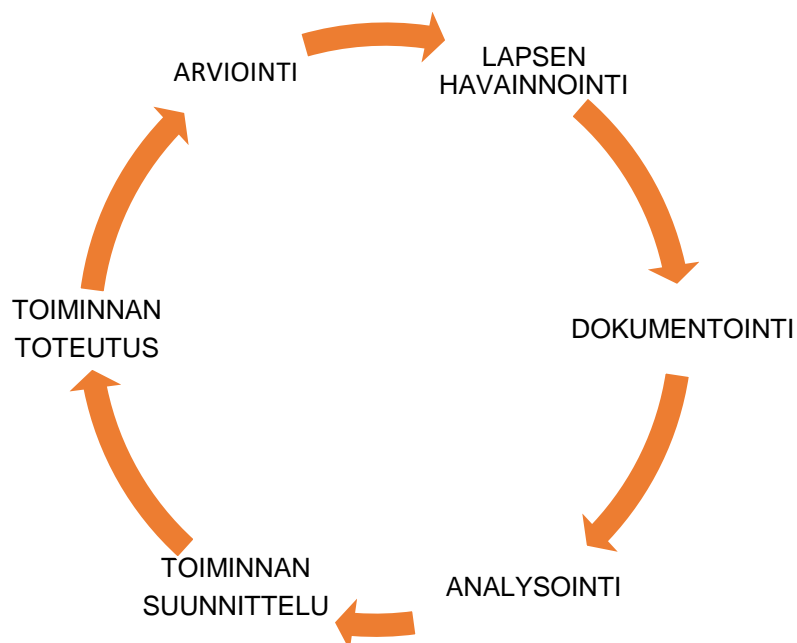 ARVIOINTI
LAPSEN
HAVAINNOINTI
DOKUMENTOINTI
ANALYSOINTI
TOIMINNAN
SUUNNITTELU
TOIMINNAN
TOTEUTUS